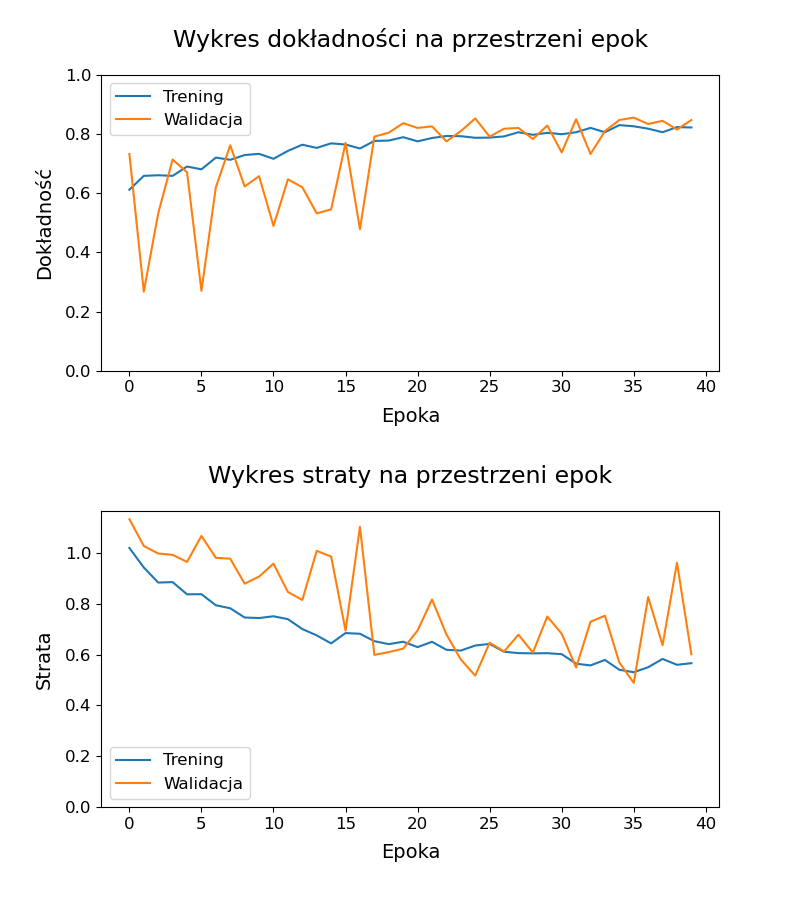 Wykres dokładności na przestrzeni epok
1.0
0.8
0.6
0.4
0.2
0.0
Trening
Walidacja
Dokładność
0 5 10 15 20 25 30 35 40
Epoka
Wykres straty na przestrzeni epok
1.0
0.8
0.6
0.4
0.2
0.0
Strata
Trening
Walidacja
0 5 10 15 20 25 30 35 40
Epoka